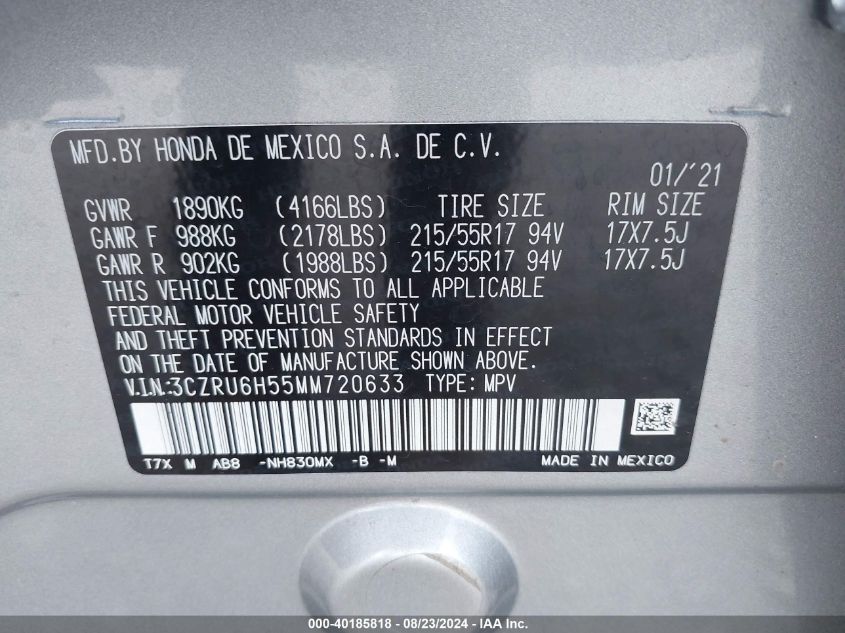 MFD.BY HONDA DE MEXICO S.A. DE C.V.
01/'21
GVWR 1890KG (4166LBS) TIRE SIZE RIM SIZE
GAWR F 988KG (2178LBS) 215/55R17 94V 17X7.5J
GAWR R 902KG (1988LBS) 215/55R17 94V 17X7.5J
THIS VEHICLE CONFORMS TO ALL APPLICABLE
FEDERAL MOTOR VEHICLE SAFETY
AND THEFT PREVENTION STANDARDS IN EFFECT
ON THE DATE OF MANUFACTURE SHOWN ABOVE.
V.I.N.:3CZRU6H55MM720633 TYPE: MPV
T7X M AB8 -NH830MX -B -M MADE IN MEXICO
000-40185818 - 08/23/2024 - IAA Inc.